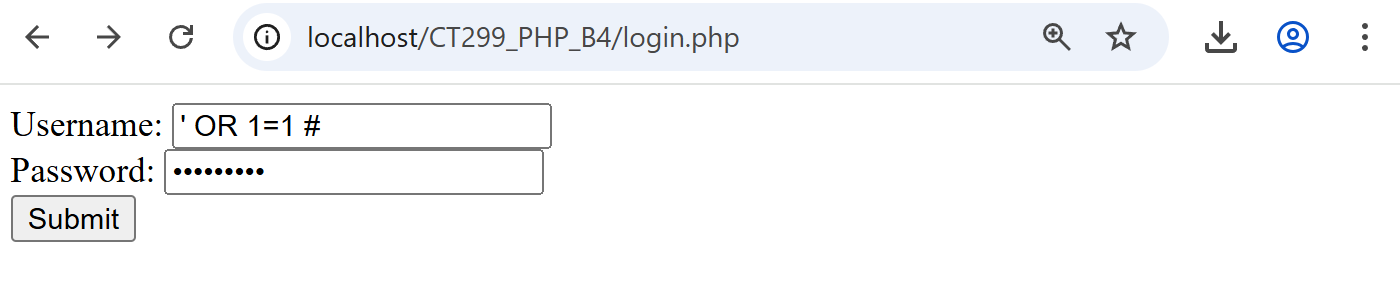 localhost/CT299_PHP_B4/login.php
Username: ' OR 1=1 #
Password: •••••••••
Submit